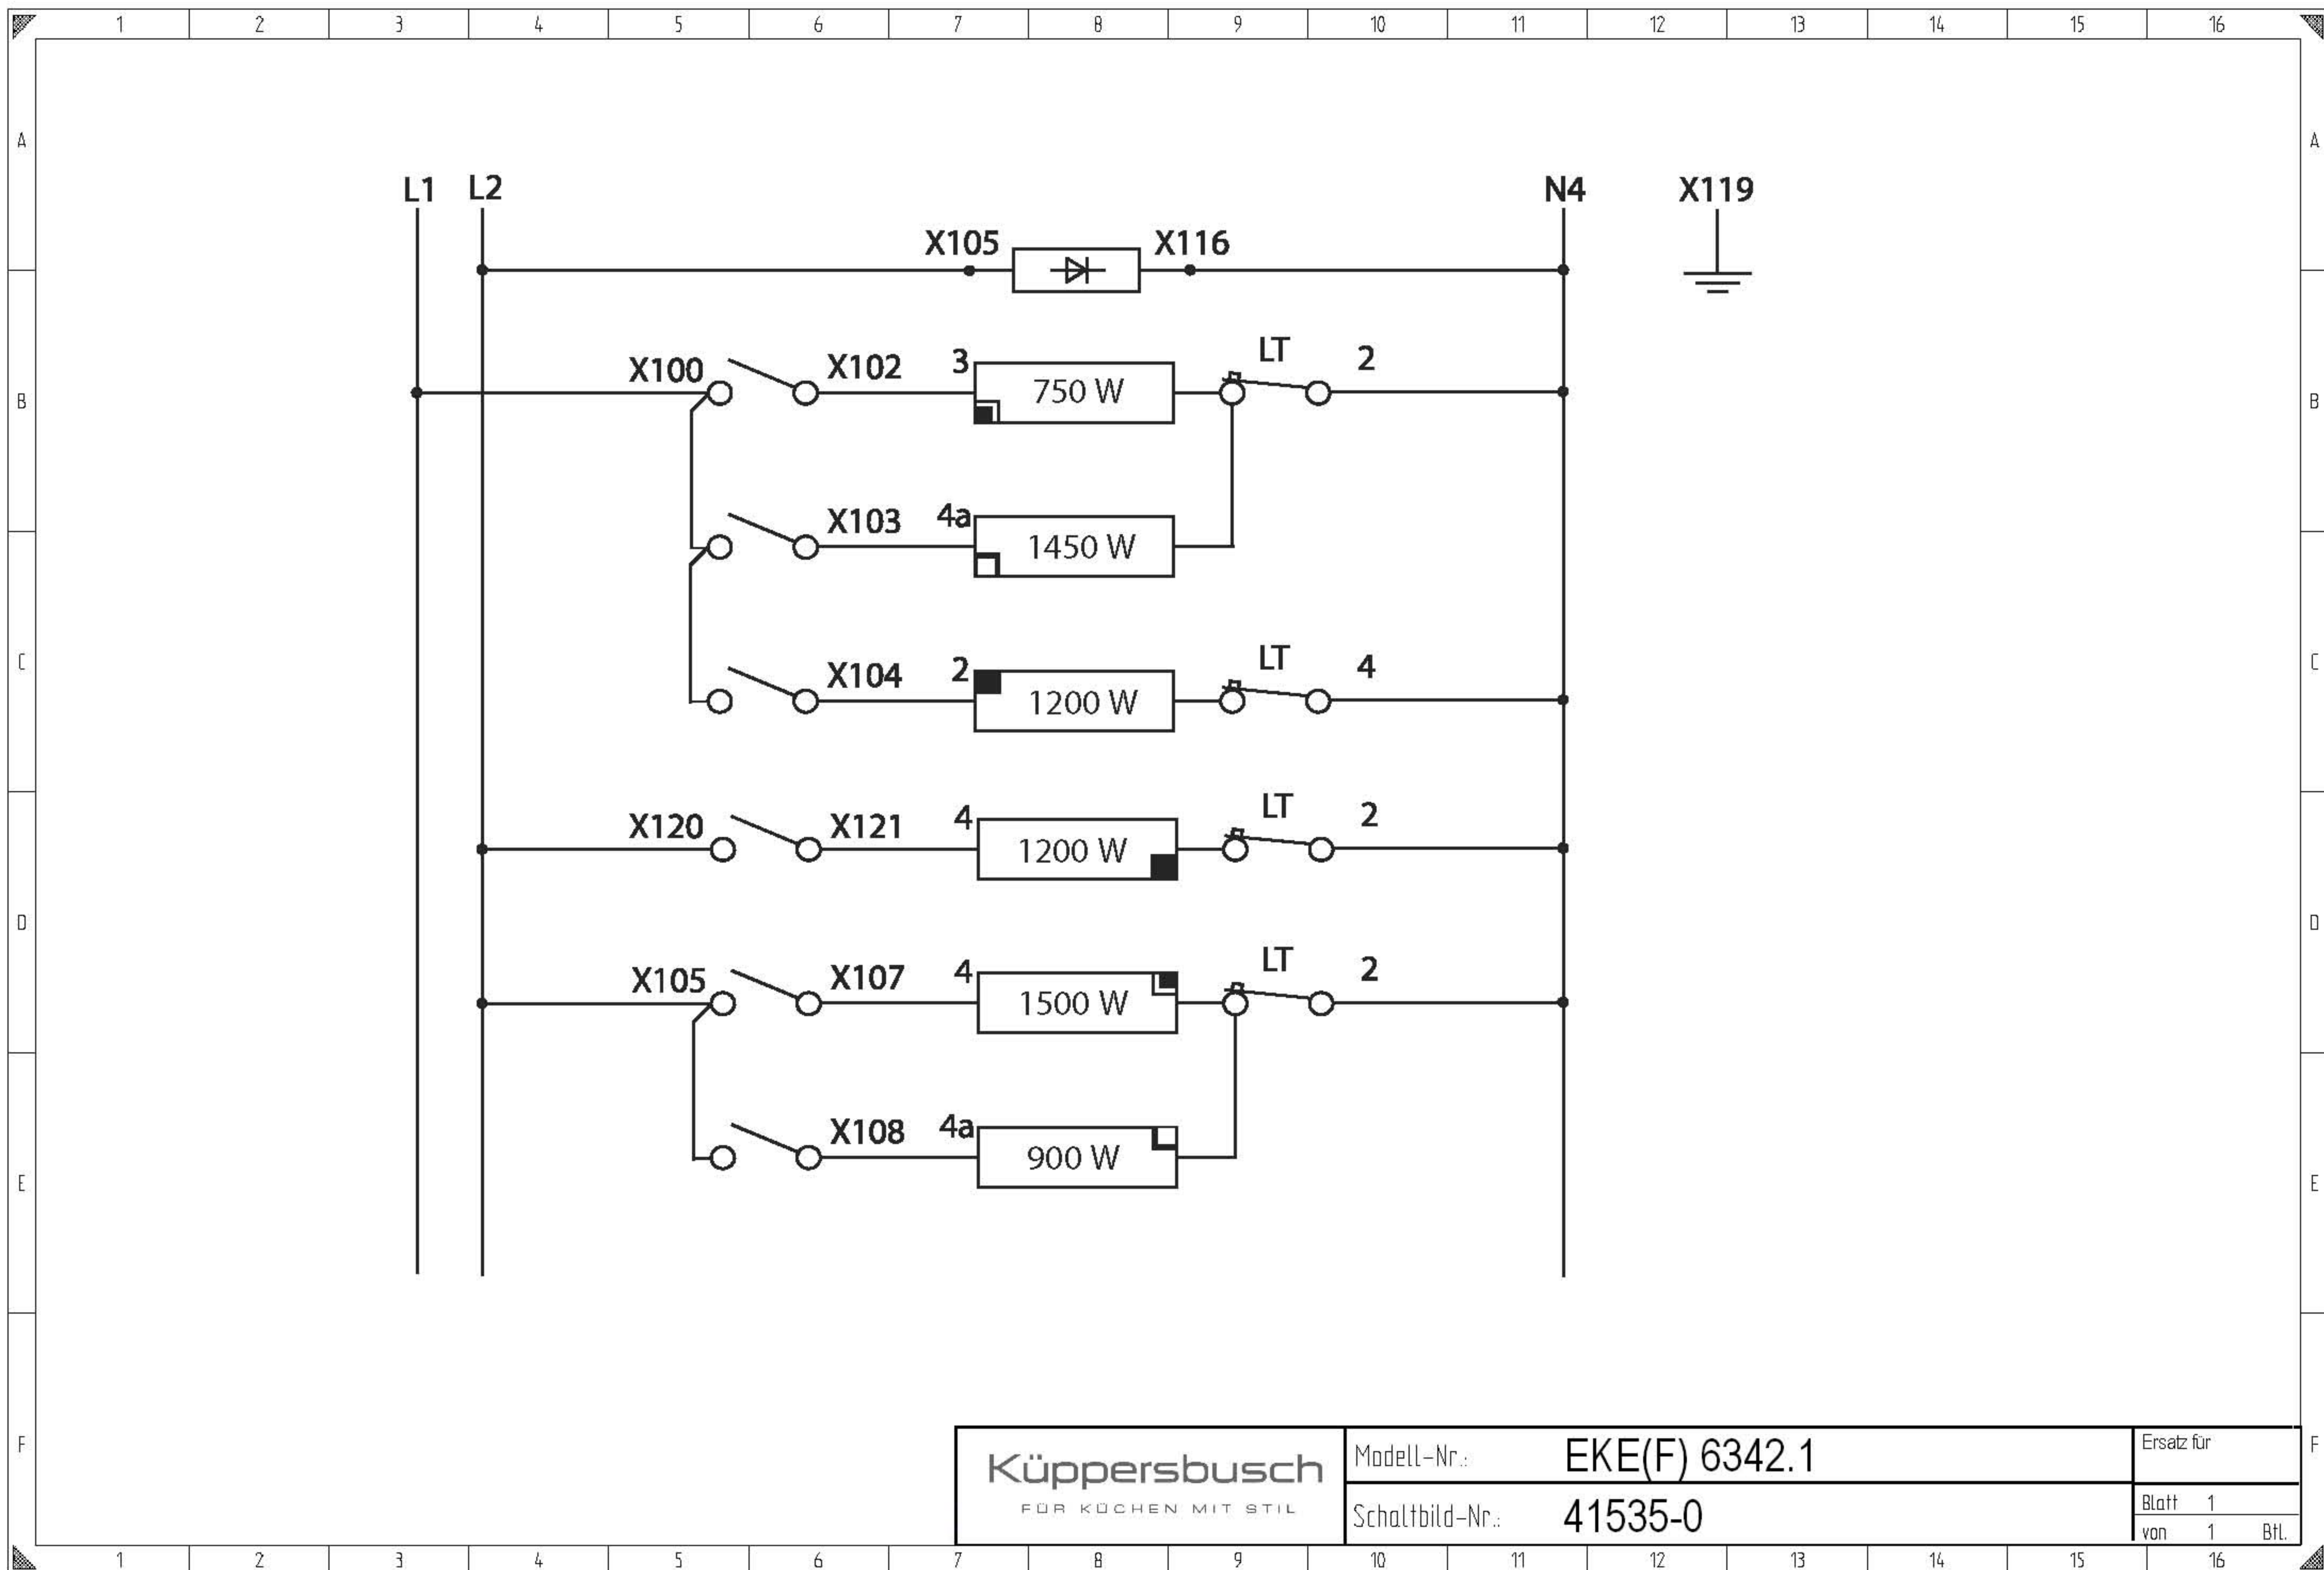 1 2 3 4 5 6 7 8 9 10 11 12 13 14 15 16
A A
L1 L2 N4 X119
X105 X116
X100 X102 3 750 W LT 2
B B
X103 4a 1450 W
C C
X104 2 1200 W LT 4
X120 X121 4 1200 W LT 2
D D
X105 X107 4 1500 W LT 2
X108 4a 900 W
E E
F F
Küppersbusch
FÜR KÜCHEN MIT STIL
Modell-Nr.: EKE(F) 6342.1
Schaltbild-Nr.: 41535-0
Ersatz für
Blatt 1
von 1 Btl.
1 2 3 4 5 6 7 8 9 10 11 12 13 14 15 16